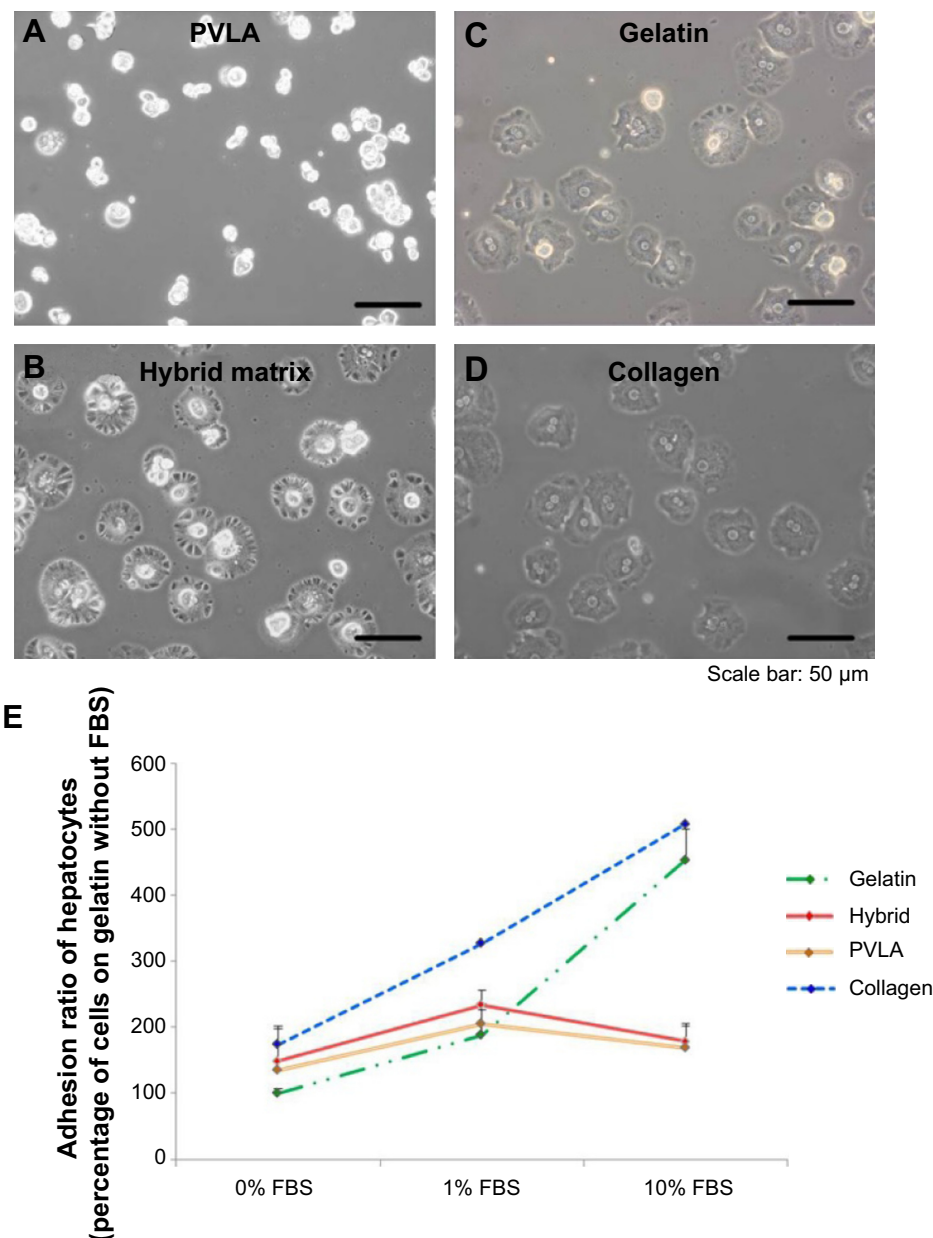 A
PVLA
C
Gelatin
B
Hybrid matrix
D
Collagen
Scale bar: 50 µm
E
Adhesion ratio of hepatocytes
(percentage of cells on gelatin without FBS)
600
500
400
300
200
100
0
0% FBS
1% FBS
10% FBS
Gelatin
Hybrid
PVLA
Collagen